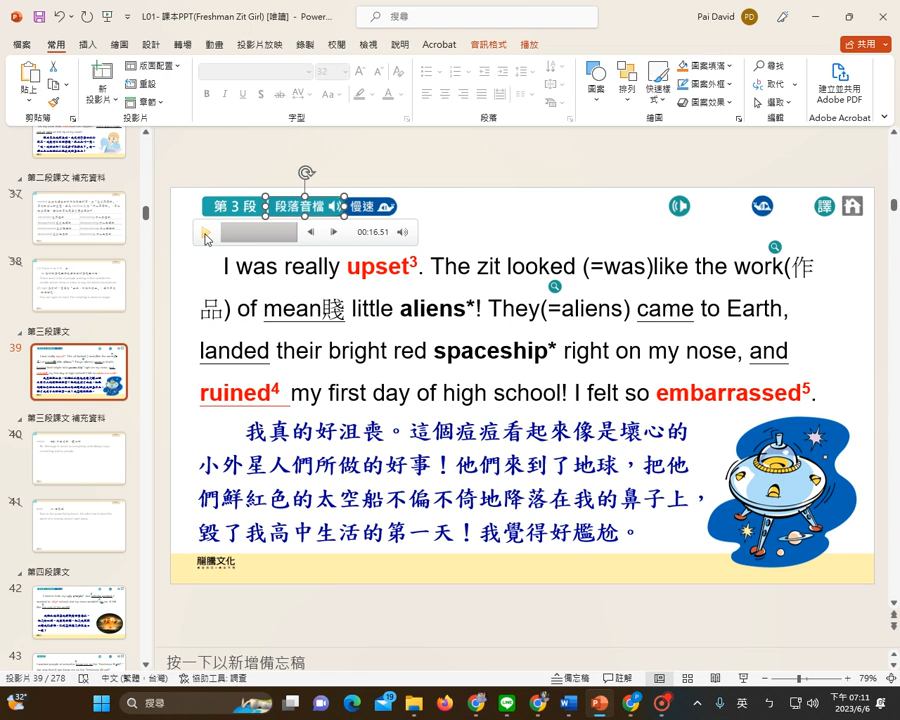 L01- 課本PPT(Freshman Zit Girl) [唯讀] - Power...
搜尋
Pai David PD
檔案 常用 插入 繪圖 設計 轉場 動畫 投影片放映 錄製 校閱 檢視 說明 Acrobat 音訊格式 播放 共用
貼上 新投影片 版面配置 重設 章節 32 圖案 排列 快速樣式 圖案填滿 圖案外框 圖案效果 尋找 取代 選取 建立並共用 Adobe PDF
剪貼簿 投影片 字型 段落 繪圖 編輯 Adobe Acrobat
第二段課文 補充資料
37
38
第三段課文
39
第三段課文 補充資料
40
41
第四段課文
42
43
第 3 段 段落音檔 慢速 譯
00:16.51
I was really upset3. The zit looked (=was)like the work(作
品) of mean賤 little aliens*! They(=aliens) came to Earth,
landed their bright red spaceship* right on my nose, and
ruined4 my first day of high school! I felt so embarrassed5.
我真的好沮喪。這個痘痘看起來像是壞心的
小外星人們所做的好事！他們來到了地球，把他
們鮮紅色的太空船不偏不倚地降落在我的鼻子上，
毀了我高中生活的第一天！我覺得好尷尬。
龍騰文化
按一下以新增備忘稿
投影片 39 / 278 中文 (繁體，台灣) 協助工具: 調查 備忘稿 註解 79%
32° 搜尋 19 英 下午 07:11
2023/6/6